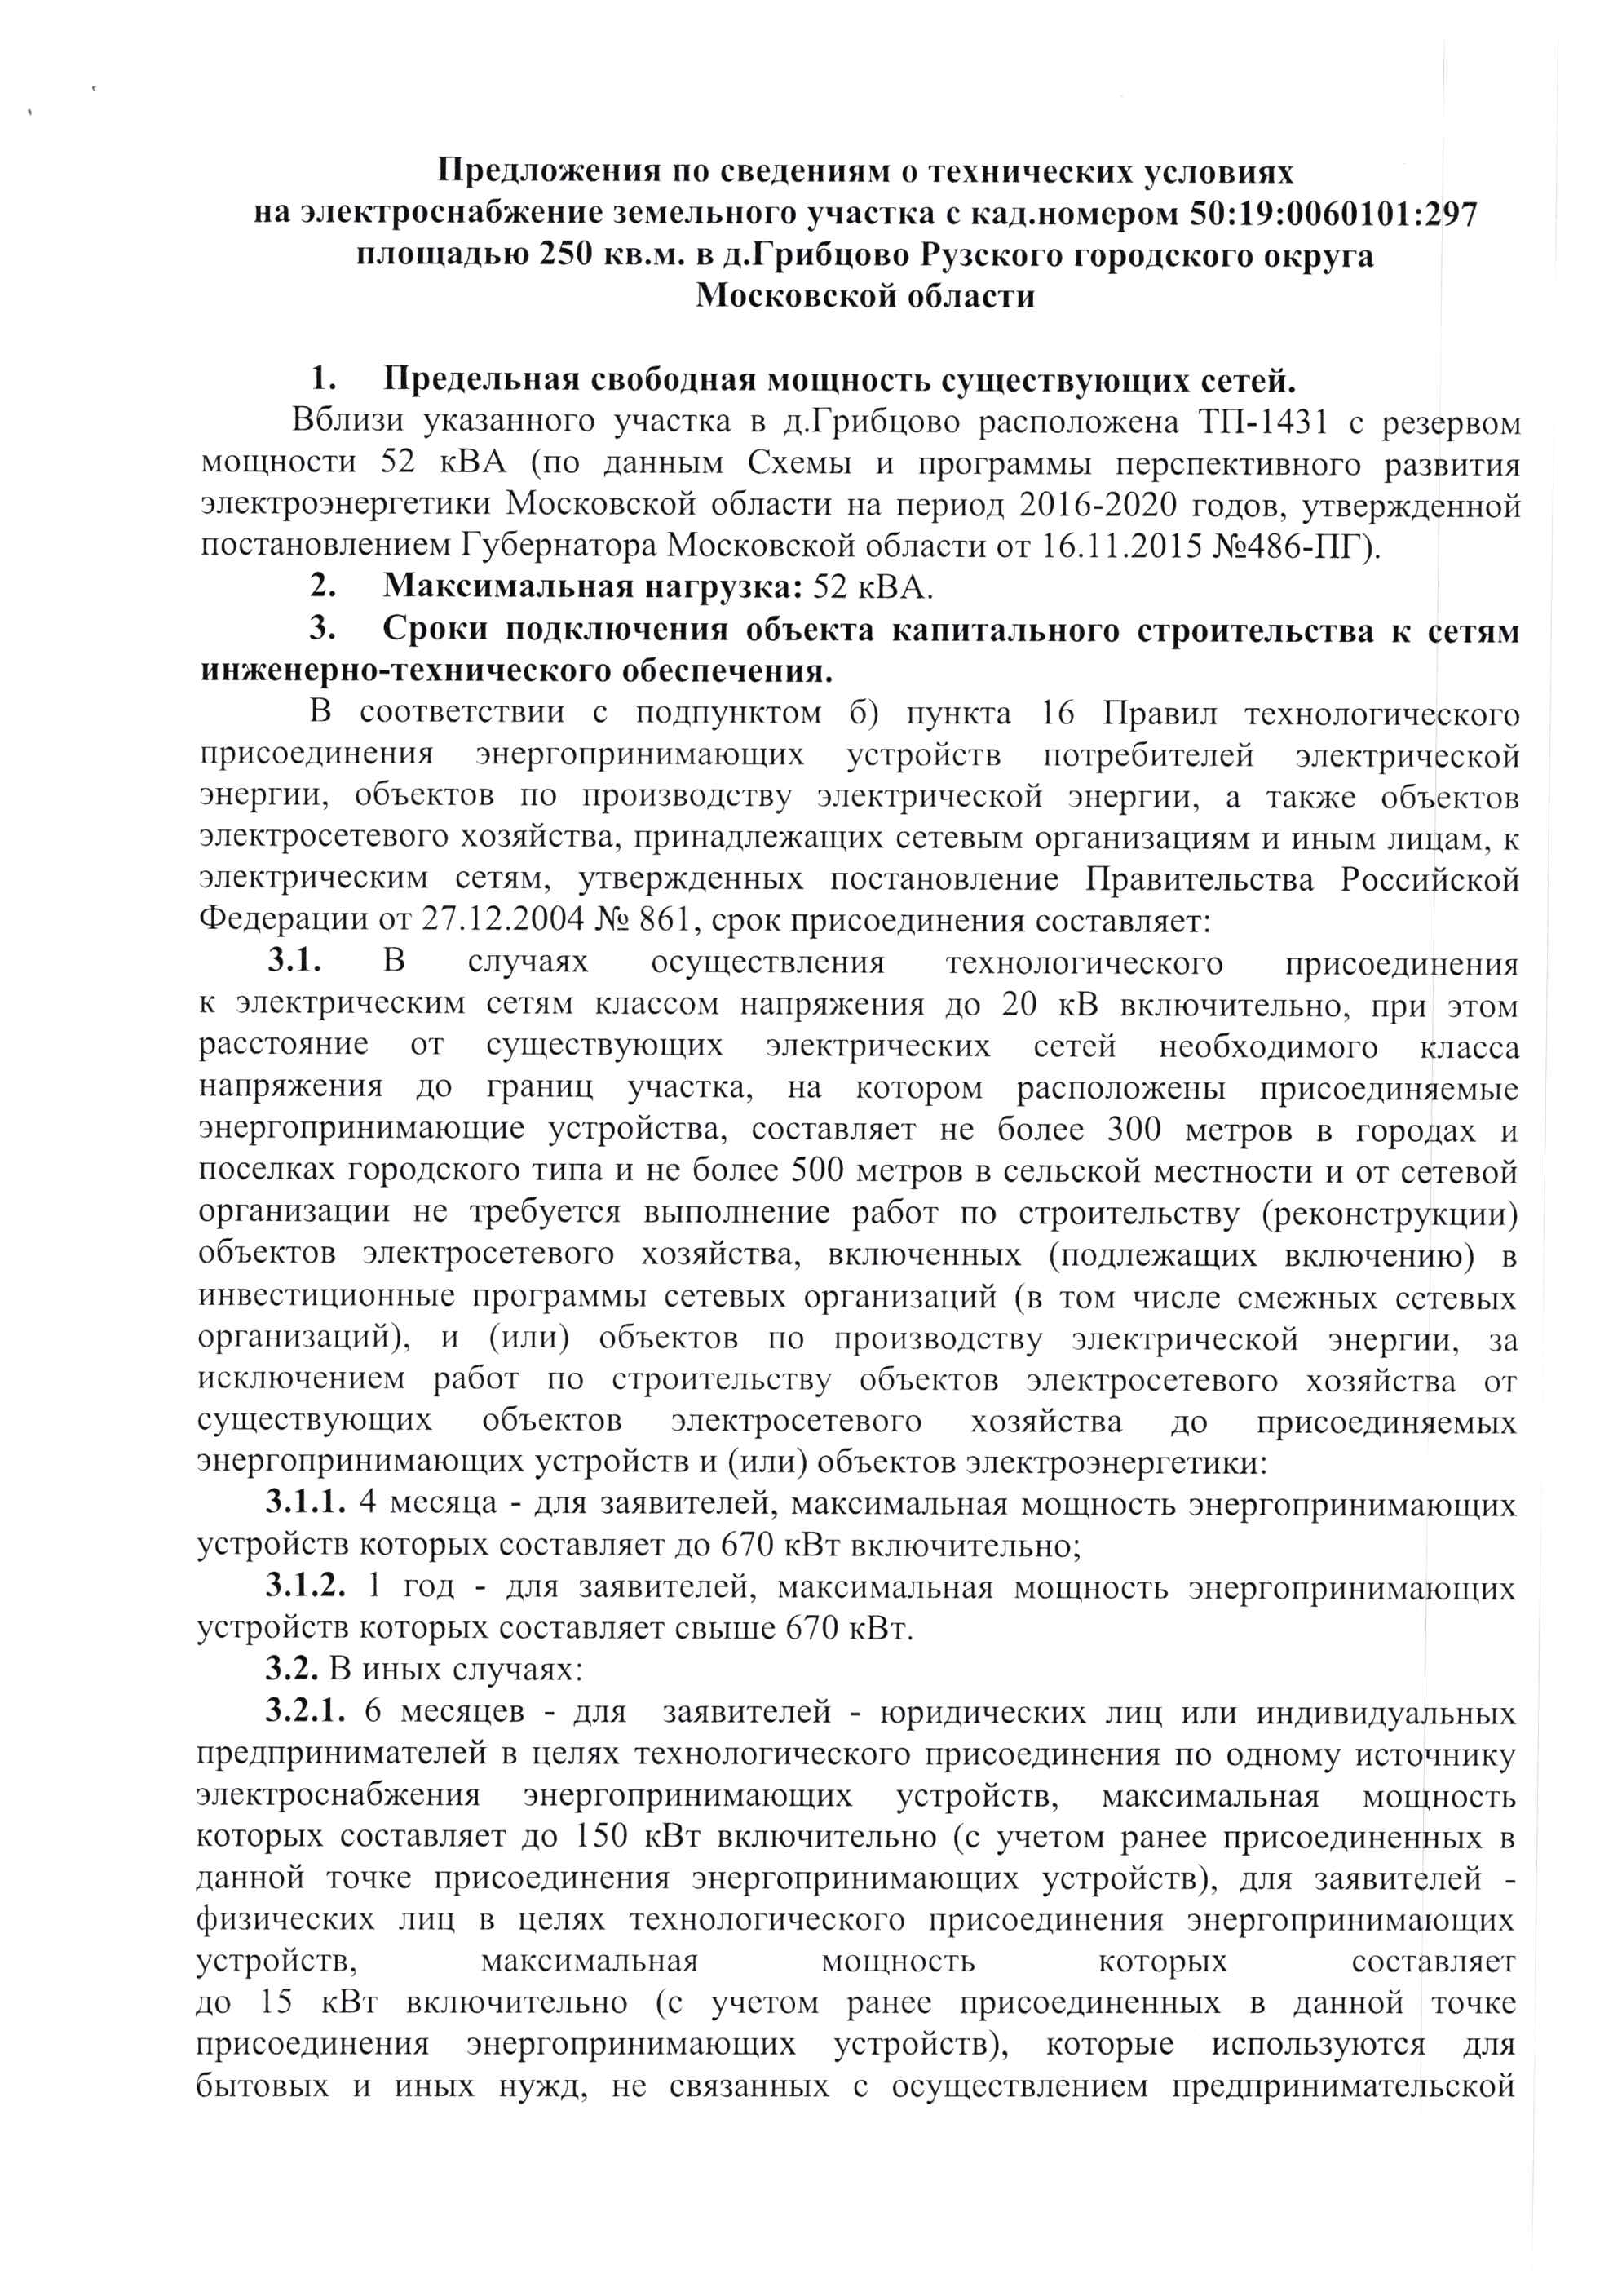 Предложения по сведениям о технических условиях
на электроснабжение земельного участка с кад.номером 50:19:0060101:297
площадью 250 кв.м. в д.Грибцово Рузского городского округа
Московской области
1. Предельная свободная мощность существующих сетей.
Вблизи указанного участка в д.Грибцово расположена ТП-1431 с резервом
мощности 52 кВА (по данным Схемы и программы перспективного развития
электроэнергетики Московской области на период 2016-2020 годов, утвержденной
постановлением Губернатора Московской области от 16.11.2015 №486-ПГ).
2. Максимальная нагрузка: 52 кВА.
3. Сроки подключения объекта капитального строительства к сетям
инженерно-технического обеспечения.
В соответствии с подпунктом б) пункта 16 Правил технологического
присоединения энергопринимающих устройств потребителей электрической
энергии, объектов по производству электрической энергии, а также объектов
электросетевого хозяйства, принадлежащих сетевым организациям и иным лицам, к
электрическим сетям, утвержденных постановление Правительства Российской
Федерации от 27.12.2004 № 861, срок присоединения составляет:
3.1. В случаях осуществления технологического присоединения
к электрическим сетям классом напряжения до 20 кВ включительно, при этом
расстояние от существующих электрических сетей необходимого класса
напряжения до границ участка, на котором расположены присоединяемые
энергопринимающие устройства, составляет не более 300 метров в городах и
поселках городского типа и не более 500 метров в сельской местности и от сетевой
организации не требуется выполнение работ по строительству (реконструкции)
объектов электросетевого хозяйства, включенных (подлежащих включению) в
инвестиционные программы сетевых организаций (в том числе смежных сетевых
организаций), и (или) объектов по производству электрической энергии, за
исключением работ по строительству объектов электросетевого хозяйства от
существующих объектов электросетевого хозяйства до присоединяемых
энергопринимающих устройств и (или) объектов электроэнергетики:
3.1.1. 4 месяца - для заявителей, максимальная мощность энергопринимающих
устройств которых составляет до 670 кВт включительно;
3.1.2. 1 год - для заявителей, максимальная мощность энергопринимающих
устройств которых составляет свыше 670 кВт.
3.2. В иных случаях:
3.2.1. 6 месяцев - для заявителей - юридических лиц или индивидуальных
предпринимателей в целях технологического присоединения по одному источнику
электроснабжения энергопринимающих устройств, максимальная мощность
которых составляет до 150 кВт включительно (с учетом ранее присоединенных в
данной точке присоединения энергопринимающих устройств), для заявителей -
физических лиц в целях технологического присоединения энергопринимающих
устройств, максимальная мощность которых составляет
до 15 кВт включительно (с учетом ранее присоединенных в данной точке
присоединения энергопринимающих устройств), которые используются для
бытовых и иных нужд, не связанных с осуществлением предпринимательской